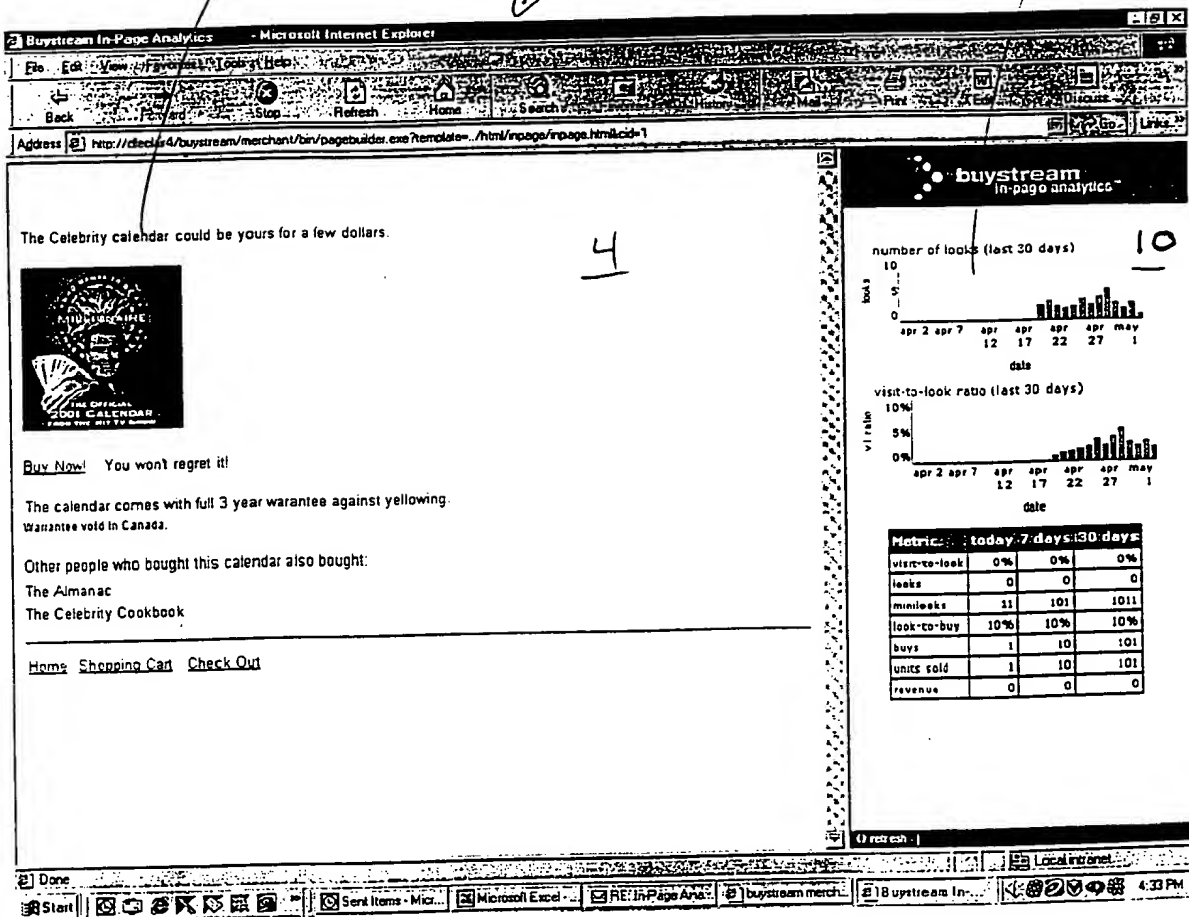 Buystream In-Page Analytics - Microsoft Internet Explorer
File Edit View Favorites Tools Help
Back Forward Stop Refresh Home Search Favorites History Mail Print Edit Discuss
Address http://dleclar4/buystream/merchant/bin/pagebuilder.exe?template=../html/inpage/inpage.html&cid=1 Go Links »
The Celebrity calendar could be yours for a few dollars.
4
MILLIONAIRE
THE OFFICIAL
2001 CALENDAR
FROM THE HIT TV SHOW
Buy Now! You won't regret it!
The calendar comes with full 3 year warantee against yellowing.
Warrantee void in Canada.
Other people who bought this calendar also bought:
The Almanac
The Celebrity Cookbook
Home Shopping Cart Check Out
buystream
in-page analytics™
number of looks (last 30 days)
10
looks
10
5
0
apr 2 apr 7 apr 12 apr 17 apr 22 apr 27 may 1
date
visit-to-look ratio (last 30 days)
vl ratio
10%
5%
0%
apr 2 apr 7 apr 12 apr 17 apr 22 apr 27 may 1
date
Metric today 7 days 30 days
visit-to-look 0% 0% 0%
looks 0 0 0
minilooks 11 101 1011
look-to-buy 10% 10% 10%
buys 1 10 101
units sold 1 10 101
revenue 0 0 0
refresh
Done Local intranet
Start Sent Items - Micr... Microsoft Excel - ... RE: In-Page Ana... buystream merch... Buystream In-... 4:33 PM